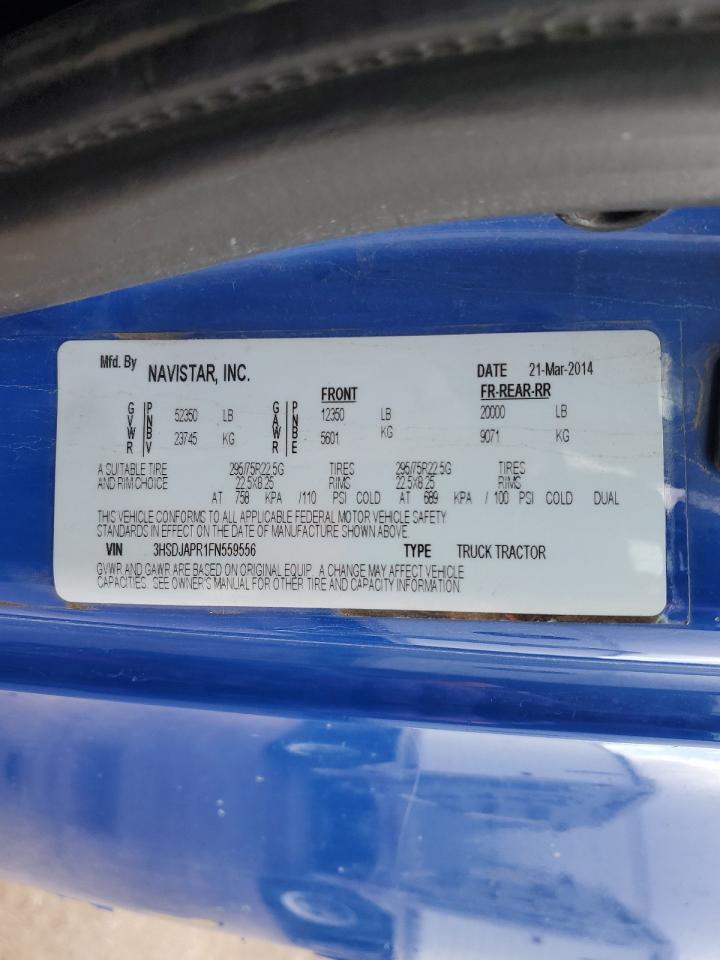 Mfd. By NAVISTAR, INC. DATE 21-Mar-2014
FRONT FR-REAR-RR
GVWR PNBV 52350 LB GAWR PNBE 12350 LB 20000 LB
23745 KG 5601 KG 9071 KG
A SUITABLE TIRE 295/75R22.5G TIRES 295/75R22.5G TIRES
AND RIM CHOICE 22.5X8.25 RIMS 22.5X8.25 RIMS
AT 758 KPA /110 PSI COLD AT 689 KPA / 100 PSI COLD DUAL
THIS VEHICLE CONFORMS TO ALL APPLICABLE FEDERAL MOTOR VEHICLE SAFETY
STANDARDS IN EFFECT ON THE DATE OF MANUFACTURE SHOWN ABOVE.
VIN 3HSDJAPR1FN559556 TYPE TRUCK TRACTOR
GVWR AND GAWR ARE BASED ON ORIGINAL EQUIP. A CHANGE MAY AFFECT VEHICLE
CAPACITIES. SEE OWNER'S MANUAL FOR OTHER TIRE AND CAPACITY INFORMATION.